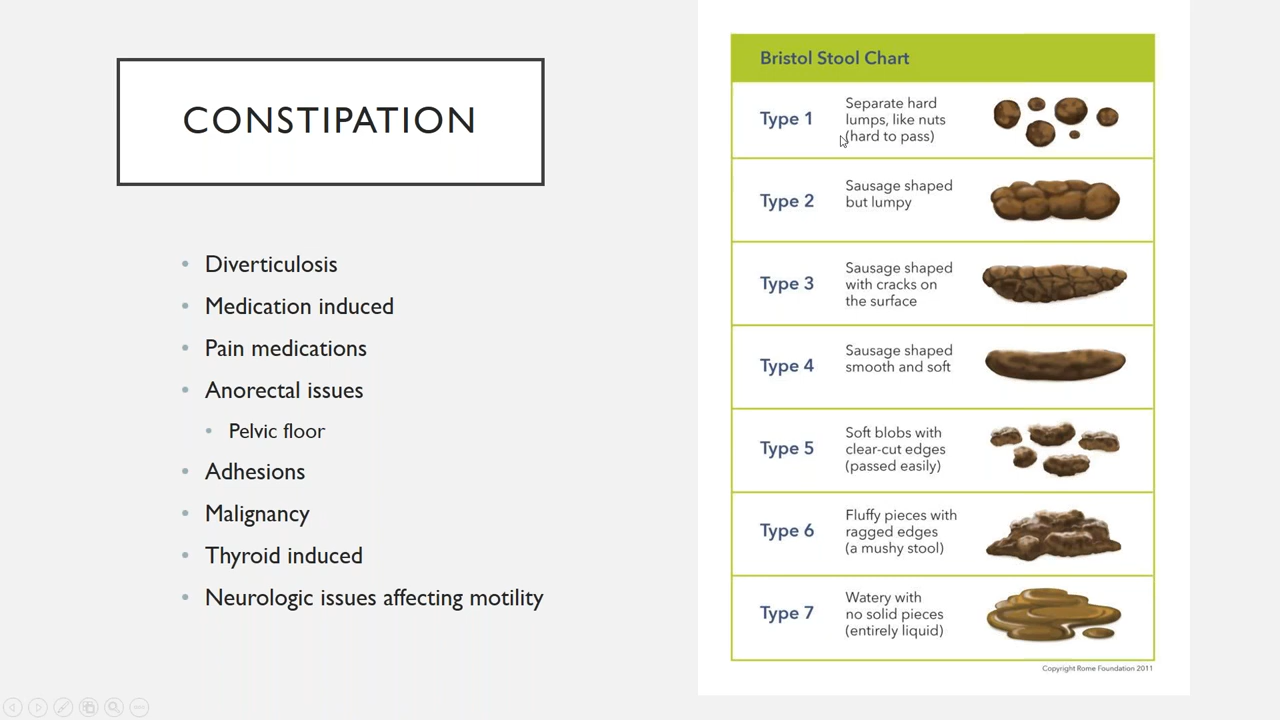 CONSTIPATION
• Diverticulosis
• Medication induced
• Pain medications
• Anorectal issues
• Pelvic floor
• Adhesions
• Malignancy
• Thyroid induced
• Neurologic issues affecting motility
Bristol Stool Chart
Type 1
Separate hard
lumps, like nuts
(hard to pass)
Type 2
Sausage shaped
but lumpy
Type 3
Sausage shaped
with cracks on
the surface
Type 4
Sausage shaped
smooth and soft
Type 5
Soft blobs with
clear-cut edges
(passed easily)
Type 6
Fluffy pieces with
ragged edges
(a mushy stool)
Type 7
Watery with
no solid pieces
(entirely liquid)
Copyright Rome Foundation 2011